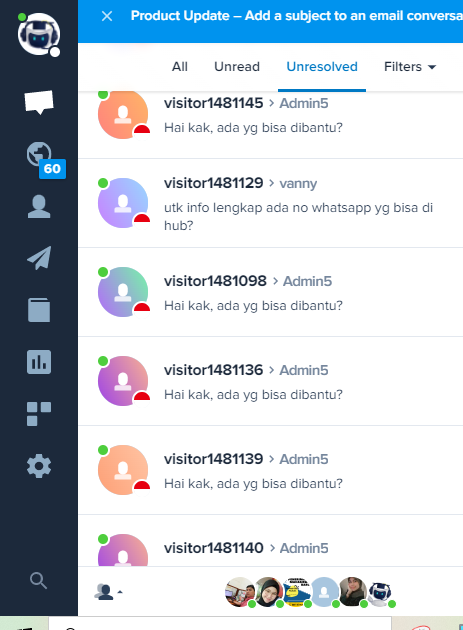 Product Update – Add a subject to an email conversa
All Unread Unresolved Filters
visitor1481145 > Admin5
Hai kak, ada yg bisa dibantu?
60
visitor1481129 > vanny
utk info lengkap ada no whatsapp yg bisa di
hub?
visitor1481098 > Admin5
Hai kak, ada yg bisa dibantu?
visitor1481136 > Admin5
Hai kak, ada yg bisa dibantu?
visitor1481139 > Admin5
Hai kak, ada yg bisa dibantu?
visitor1481140 > Admin5